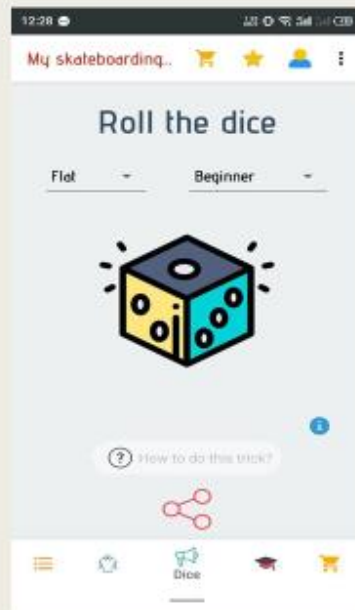 12:28
My skateboarding..
Roll the dice
Flat
Beginner
? How to do this trick?
Dice